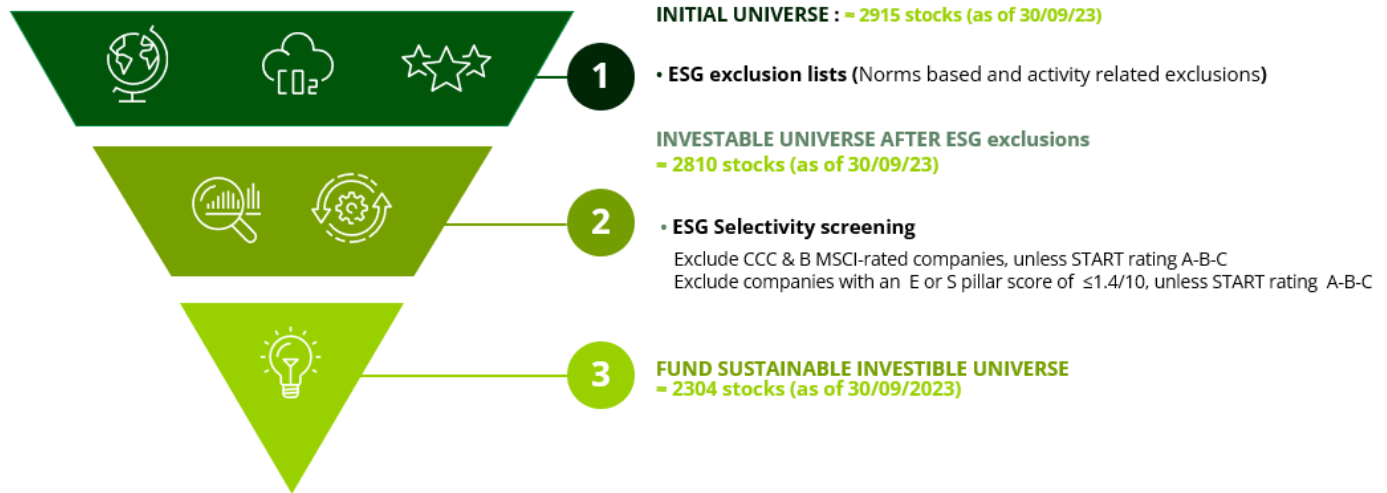 INITIAL UNIVERSE : ≈ 2915 stocks (as of 30/09/23)
CO2
1
• ESG exclusion lists (Norms based and activity related exclusions)
INVESTABLE UNIVERSE AFTER ESG exclusions
≈ 2810 stocks (as of 30/09/23)
2
• ESG Selectivity screening
Exclude CCC & B MSCI-rated companies, unless START rating A-B-C
Exclude companies with an E or S pillar score of ≤1.4/10, unless START rating A-B-C
3
FUND SUSTAINABLE INVESTIBLE UNIVERSE
≈ 2304 stocks (as of 30/09/2023)